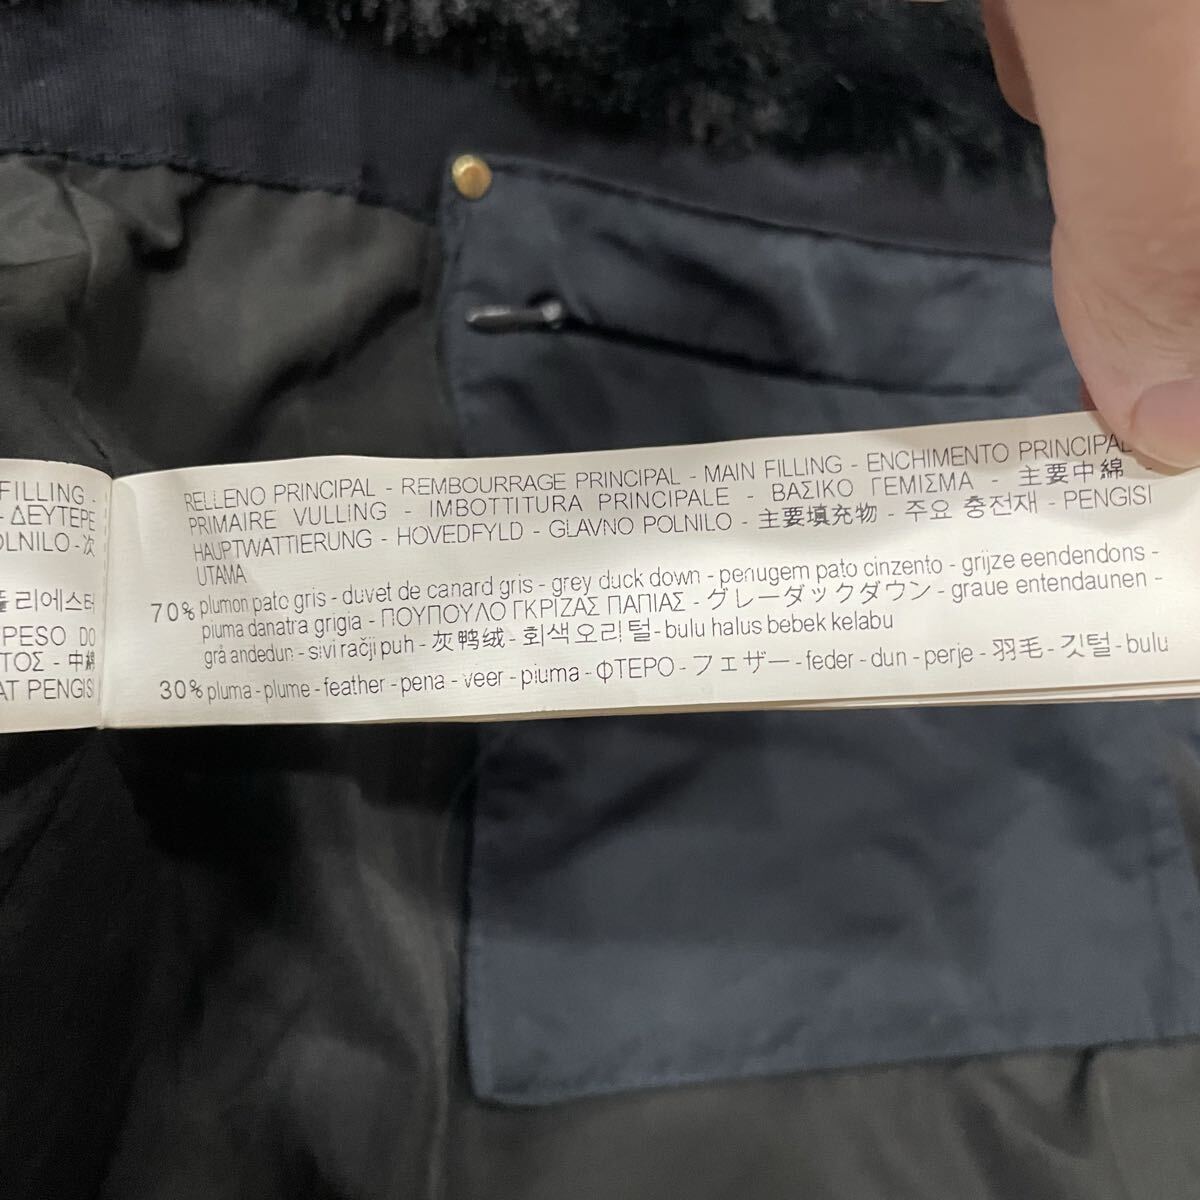 FILLING -
- ΔΕΥΤΕΡΕ
OLNILO - 次
리에스터
PESO DO
ΤΟΣ - 中綿
AT PENGISI
RELLENO PRINCIPAL - REMBOURRAGE PRINCIPAL - MAIN FILLING - ENCHIMENTO PRINCIPAL -
PRIMAIRE VULLING - IMBOTTITURA PRINCIPALE - ΒΑΣΙΚΟ ΓΕΜΙΣΜΑ - 主要中綿 -
HAUPTWATTIERUNG - HOVEDFYLD - GLAVNO POLNILO - 主要填充物 - 주요 충전재 - PENGISI
UTAMA
70% plumon pato gris - duvet de canard gris - grey duck down - penugem pato cinzento - grijze eendendons -
piuma danatra grigia - ΠΟΥΠΟΥΛΟ ΓΚΡΙΖΑΣ ΠΑΠΙΑΣ - グレーダックダウン - graue entendaunen -
grå andedun - sivi račji puh - 灰鸭绒 - 회색오리털 - bulu halus bebek kelabu
30% pluma - plume - feather - pena - veer - piuma - ΦΤΕΡΟ - フェザー - feder - dun - perje - 羽毛 - 깃털 - bulu